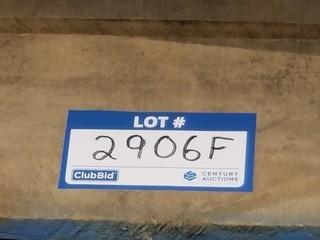 LOT #
2906F
ClubBid CENTURY
AUCTIONS